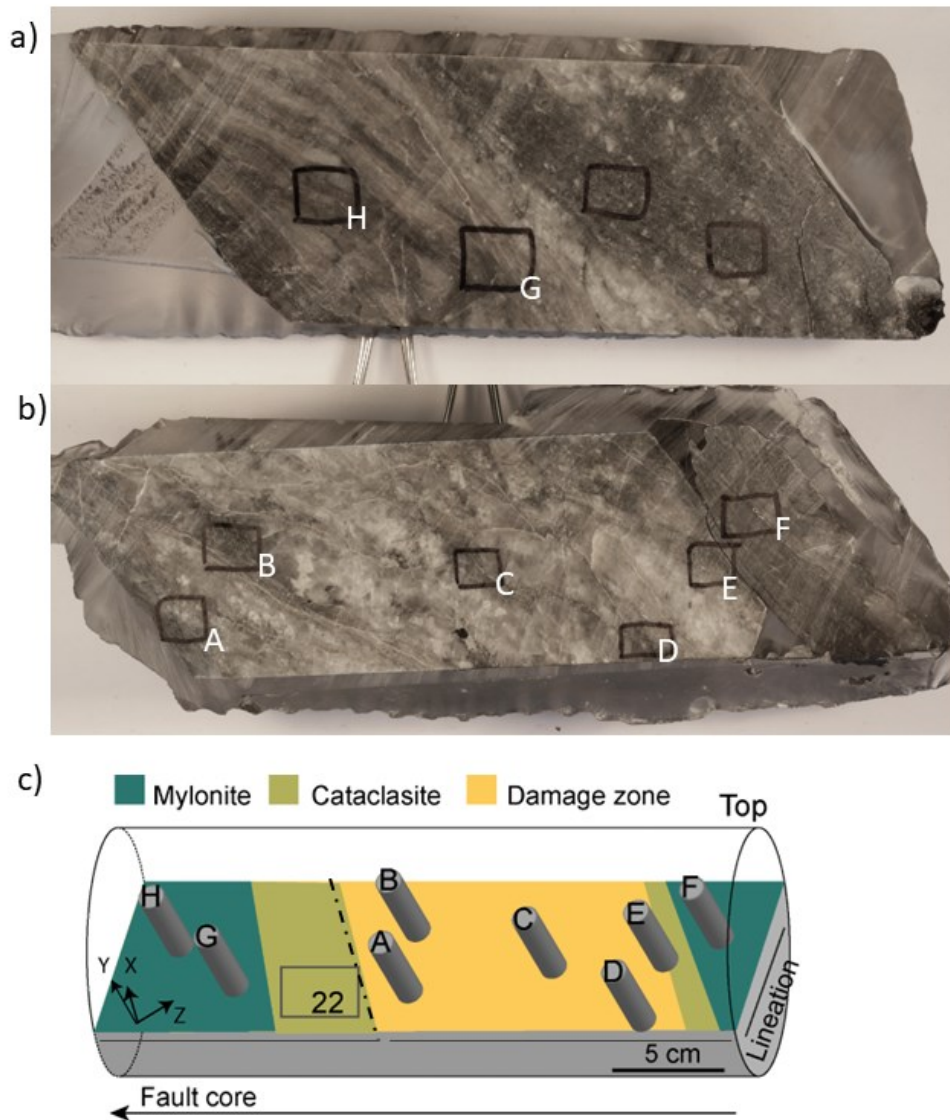 a)
H
G
b)
B
F
C
E
A
D
c)
Mylonite Cataclasite Damage zone
Top
H B F
G A C E
D
Y X
Z
22
Lineation
5 cm
Fault core